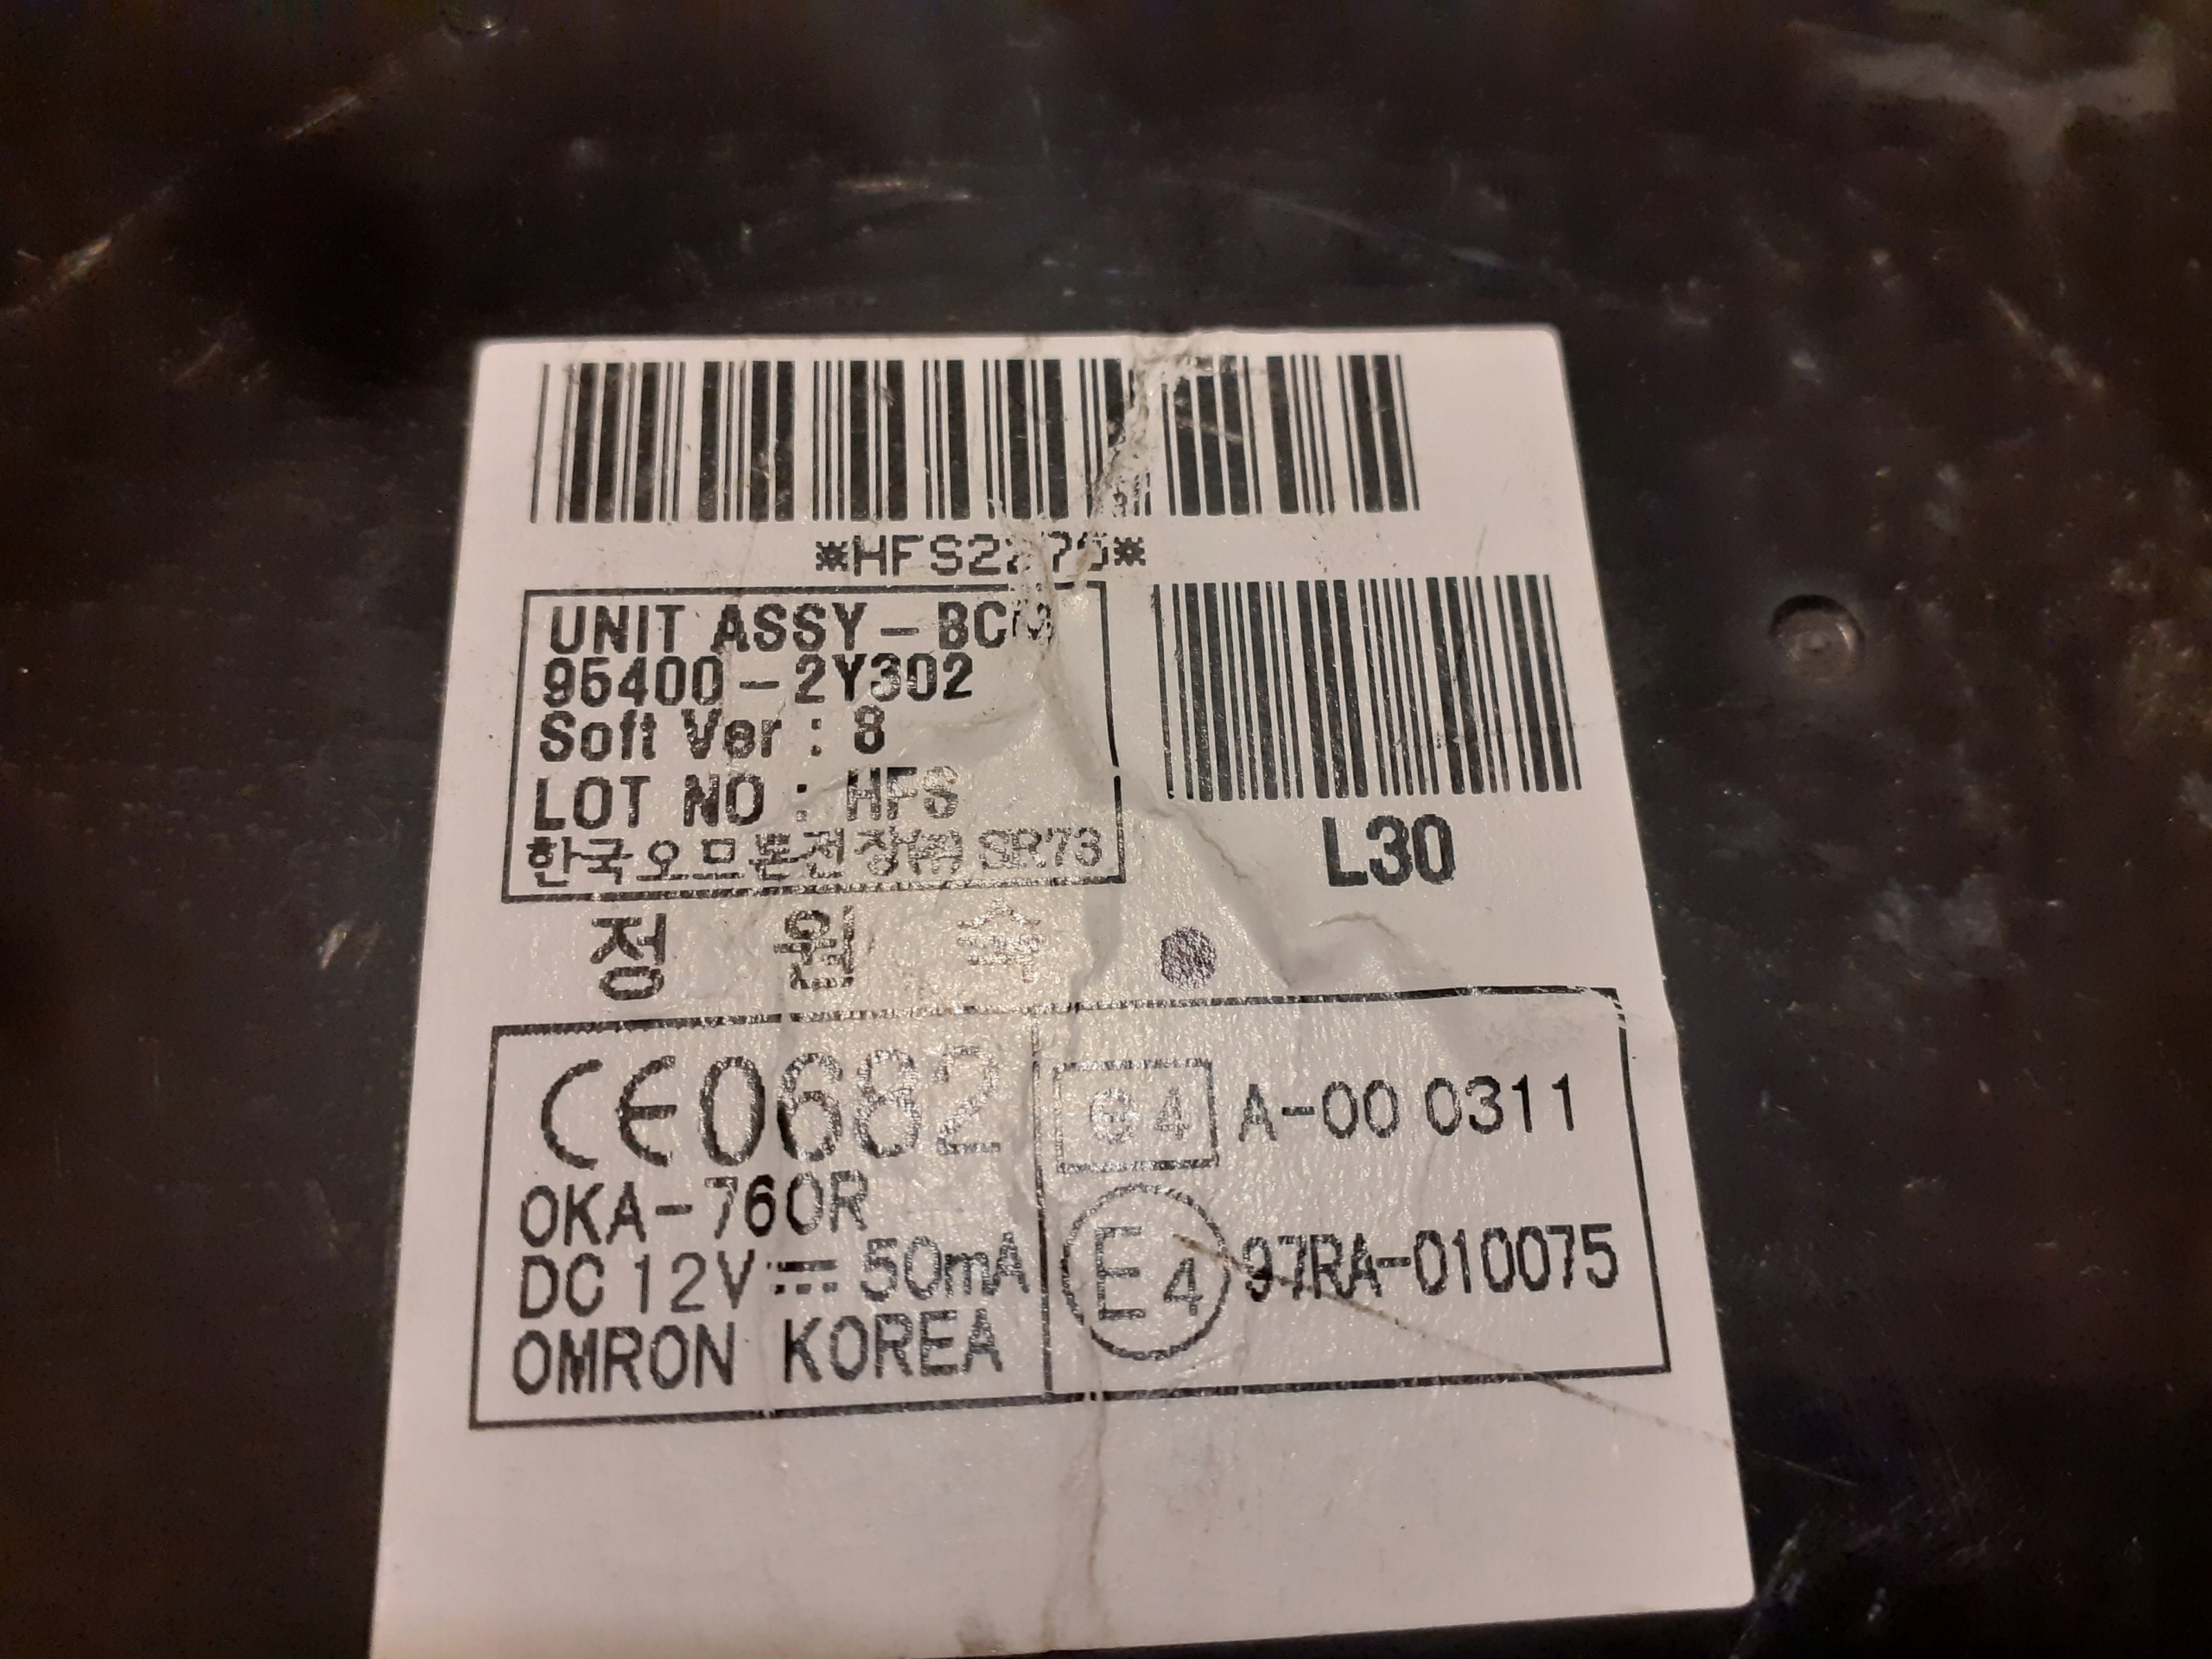 UNIT ASSY - BCM
95400-2Y302
Soft Ver : 8
LOT NO : HFS
한국오므론전장(주) SR73
L30
정 원
CE0682
e4 A-00 0311
OKA-760R
E4 97RA-010075
DC 12V 50mA
OMRON KOREA